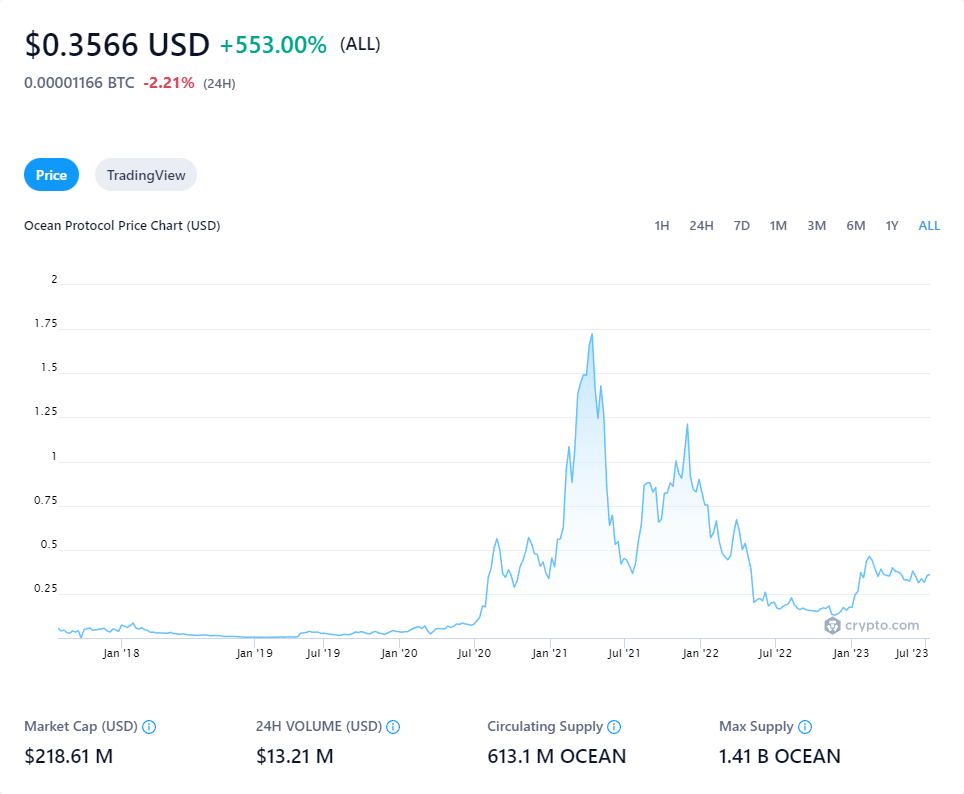 $0.3566 USD +553.00% (ALL)
0.00001166 BTC -2.21% (24H)
Price TradingView
Ocean Protocol Price Chart (USD) 1H 24H 7D 1M 3M 6M 1Y ALL
2
1.75
1.5
1.25
1
0.75
0.5
0.25
crypto.com
Jan '18 Jan '19 Jul '19 Jan '20 Jul '20 Jan '21 Jul '21 Jan '22 Jul '22 Jan '23 Jul '23
Market Cap (USD) 24H VOLUME (USD) Circulating Supply Max Supply
$218.61 M $13.21 M 613.1 M OCEAN 1.41 B OCEAN